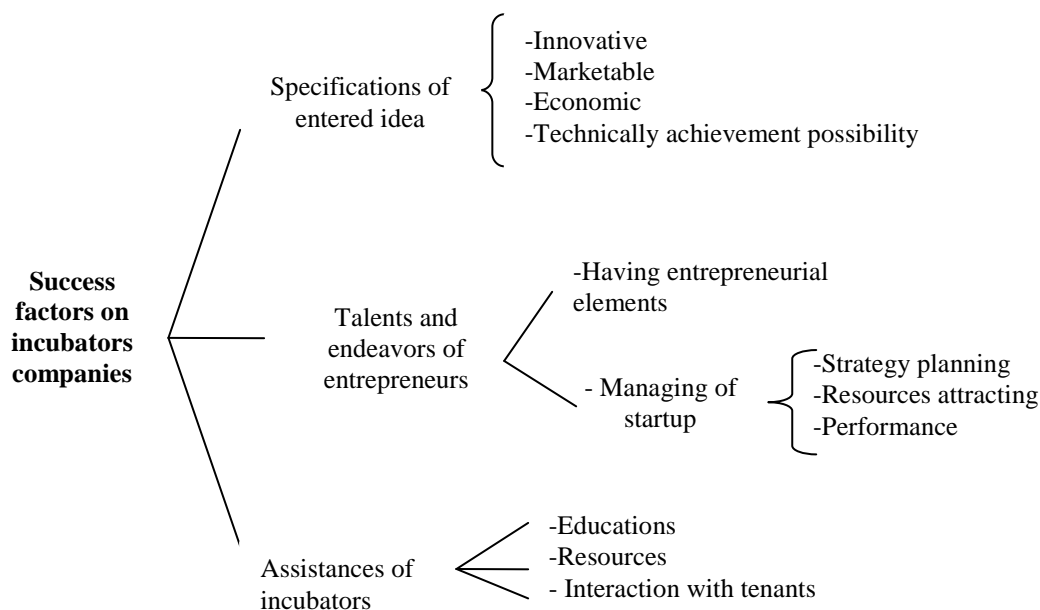 Success
factors on
incubators
companies
Specifications of
entered idea
-Innovative
-Marketable
-Economic
-Technically achievement possibility
Talents and
endeavors of
entrepreneurs
-Having entrepreneurial
elements
- Managing of
startup
-Strategy planning
-Resources attracting
-Performance
Assistances of
incubators
-Educations
-Resources
- Interaction with tenants